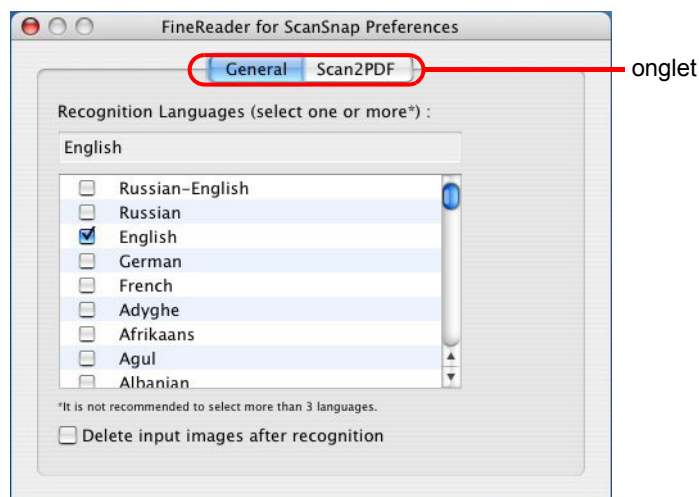 FineReader for ScanSnap Preferences
General Scan2PDF
onglet
Recognition Languages (select one or more*) :
English
Russian-English
Russian
English
German
French
Adyghe
Afrikaans
Agul
Albanian
*It is not recommended to select more than 3 languages.
Delete input images after recognition